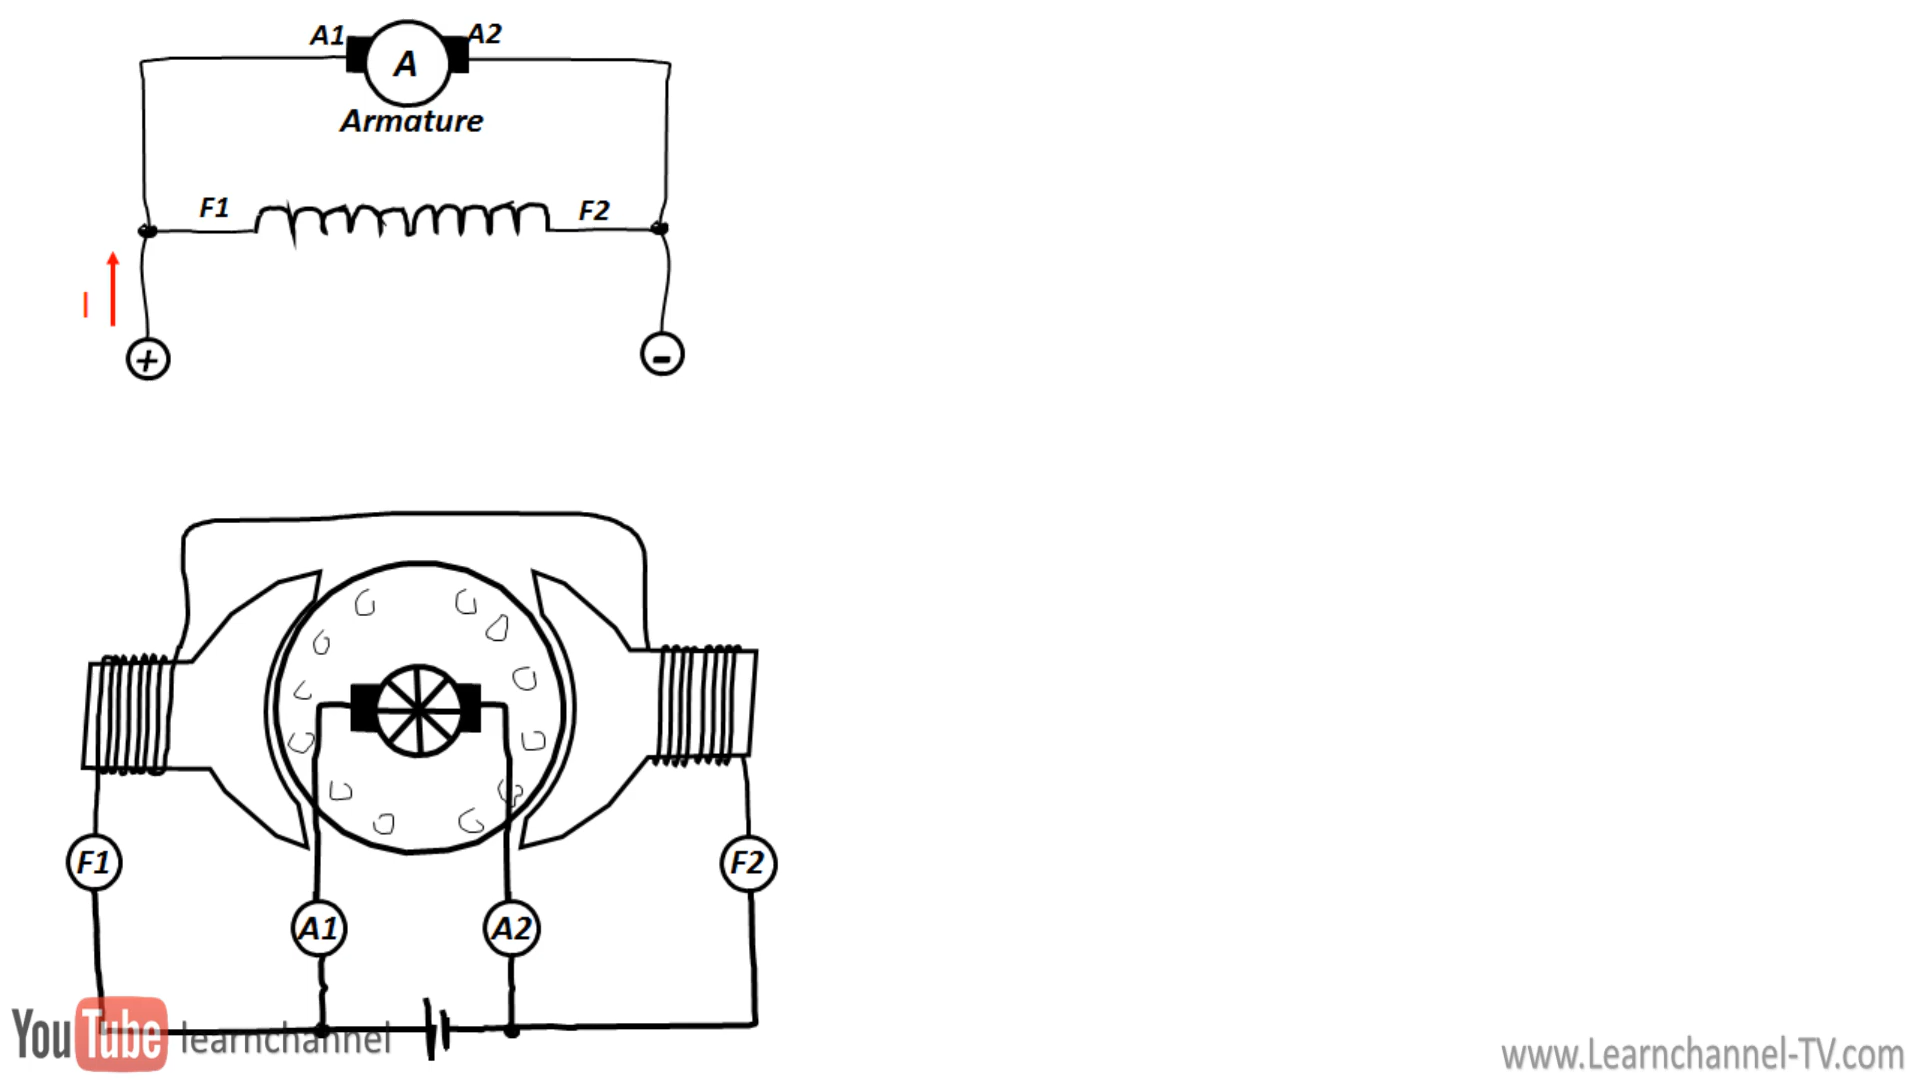 A1
A2
A
Armature
F1
F2
I
+
-
F1
F2
A1
A2
YouTube learnchannel
www.Learnchannel-TV.com